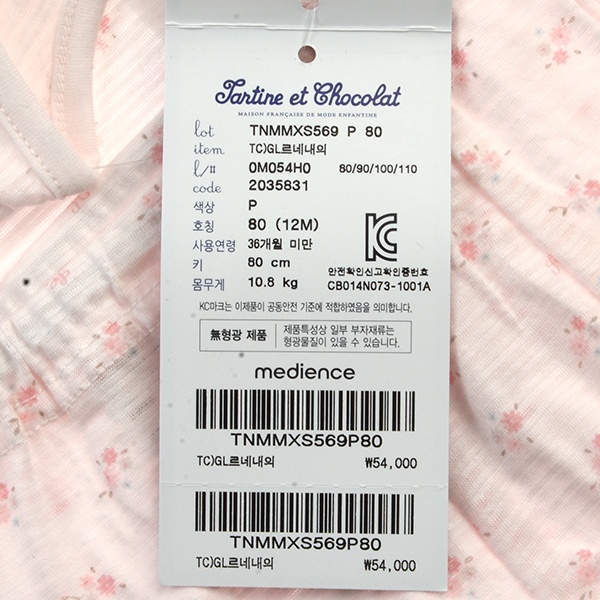 Tartine et Chocolat
MAISON FRANÇAISE DE MODE ENFANTINE
lot TNMMXS569 P 80
item TC)GL르네내의
l/# 0M054H0 80/90/100/110
code 2035831
색상 P
호칭 80 (12M)
사용연령 36개월 미만
키 80 cm
몸무게 10.8 kg
KC
안전확인신고확인증번호
CB014N073-1001A
KC마크는 이제품이 공통안전 기준에 적합하였음을 의미합니다.
無형광 제품
제품특성상 일부 부자재류는
형광물질이 있을 수 있습니다.
medience
TNMMXS569P80
TC)GL르네내의 ₩54,000
TNMMXS569P80
TC)GL르네내의 ₩54,000